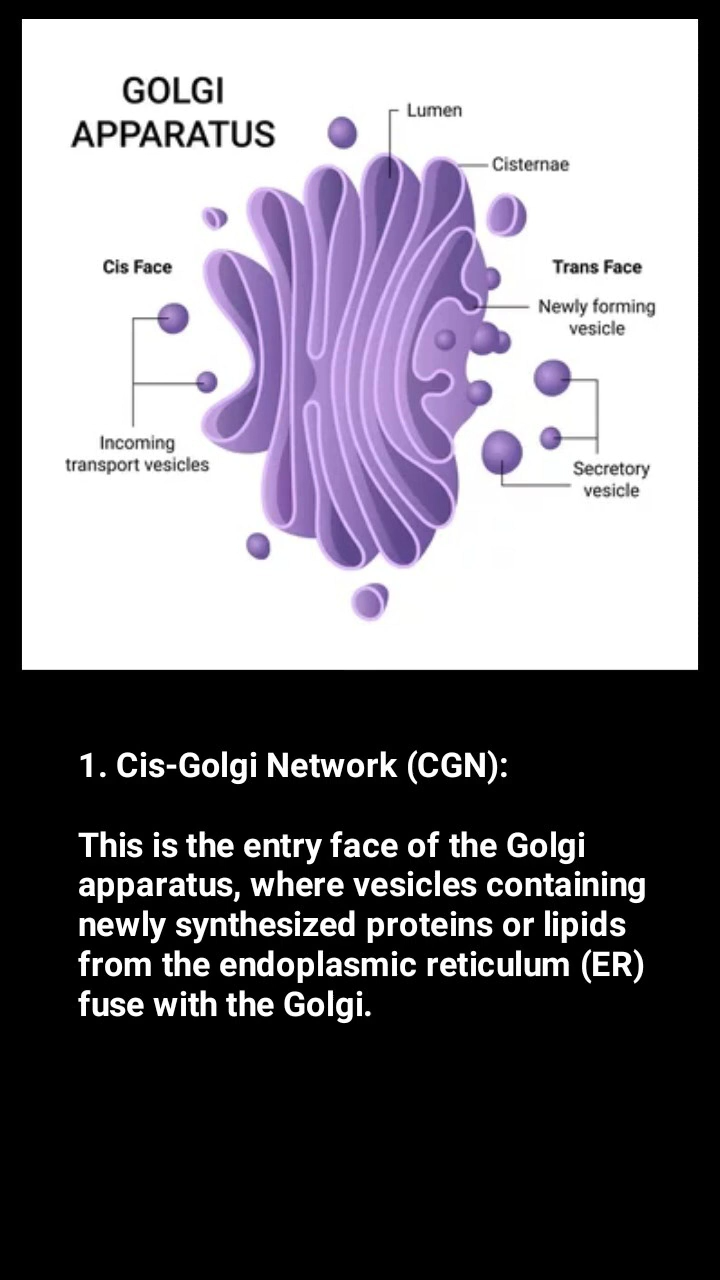 GOLGI
APPARATUS
Lumen
Cisternae
Cis Face
Trans Face
Newly forming
vesicle
Incoming
transport vesicles
Secretory
vesicle
1. Cis-Golgi Network (CGN):
This is the entry face of the Golgi
apparatus, where vesicles containing
newly synthesized proteins or lipids
from the endoplasmic reticulum (ER)
fuse with the Golgi.